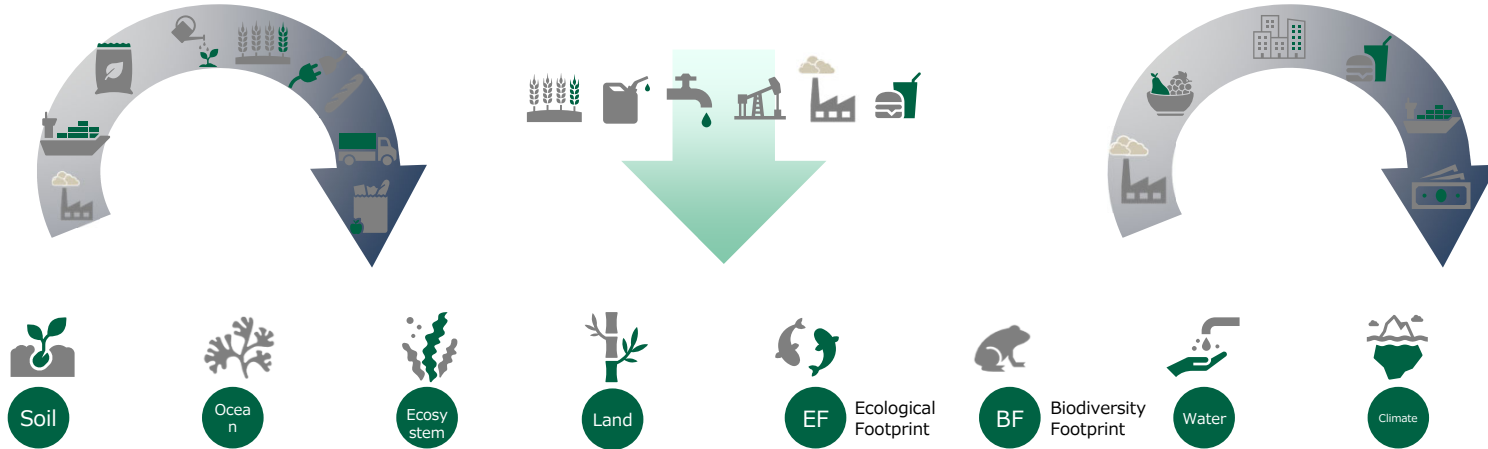 Soil
Ocea
n
Ecosy
stem
Land
EF
Ecological
Footprint
BF
Biodiversity
Footprint
Water
Climate